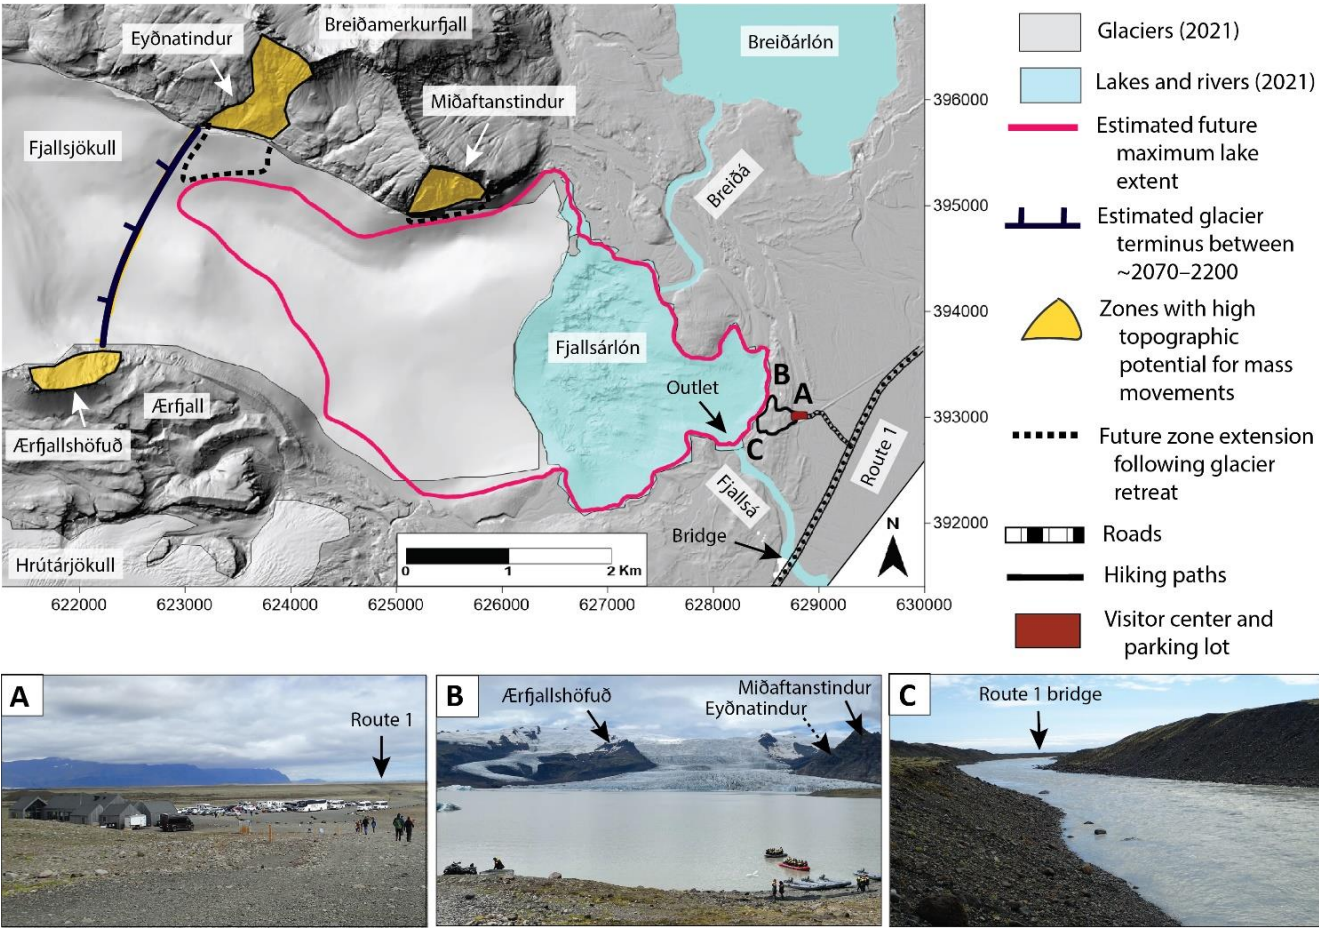 Breiðamerkurfjall
Eyðnatindur
Breiðárlón
Miðaftanstindur
Fjallsjökull
Breiðá
Fjallsárlón
Outlet
B
A
C
Ærfjall
Ærfjallshöfuð
Route 1
Fjallsá
Bridge
N
Hrútárjökull
0
1
2 Km
396000
395000
394000
393000
392000
622000
623000
624000
625000
626000
627000
628000
629000
630000
Glaciers (2021)
Lakes and rivers (2021)
Estimated future
maximum lake
extent
Estimated glacier
terminus between
~2070–2200
Zones with high
topographic
potential for mass
movements
Future zone extension
following glacier
retreat
Roads
Hiking paths
Visitor center and
parking lot
A
Route 1
B
Ærfjallshöfuð
Miðaftanstindur
Eyðnatindur
C
Route 1 bridge